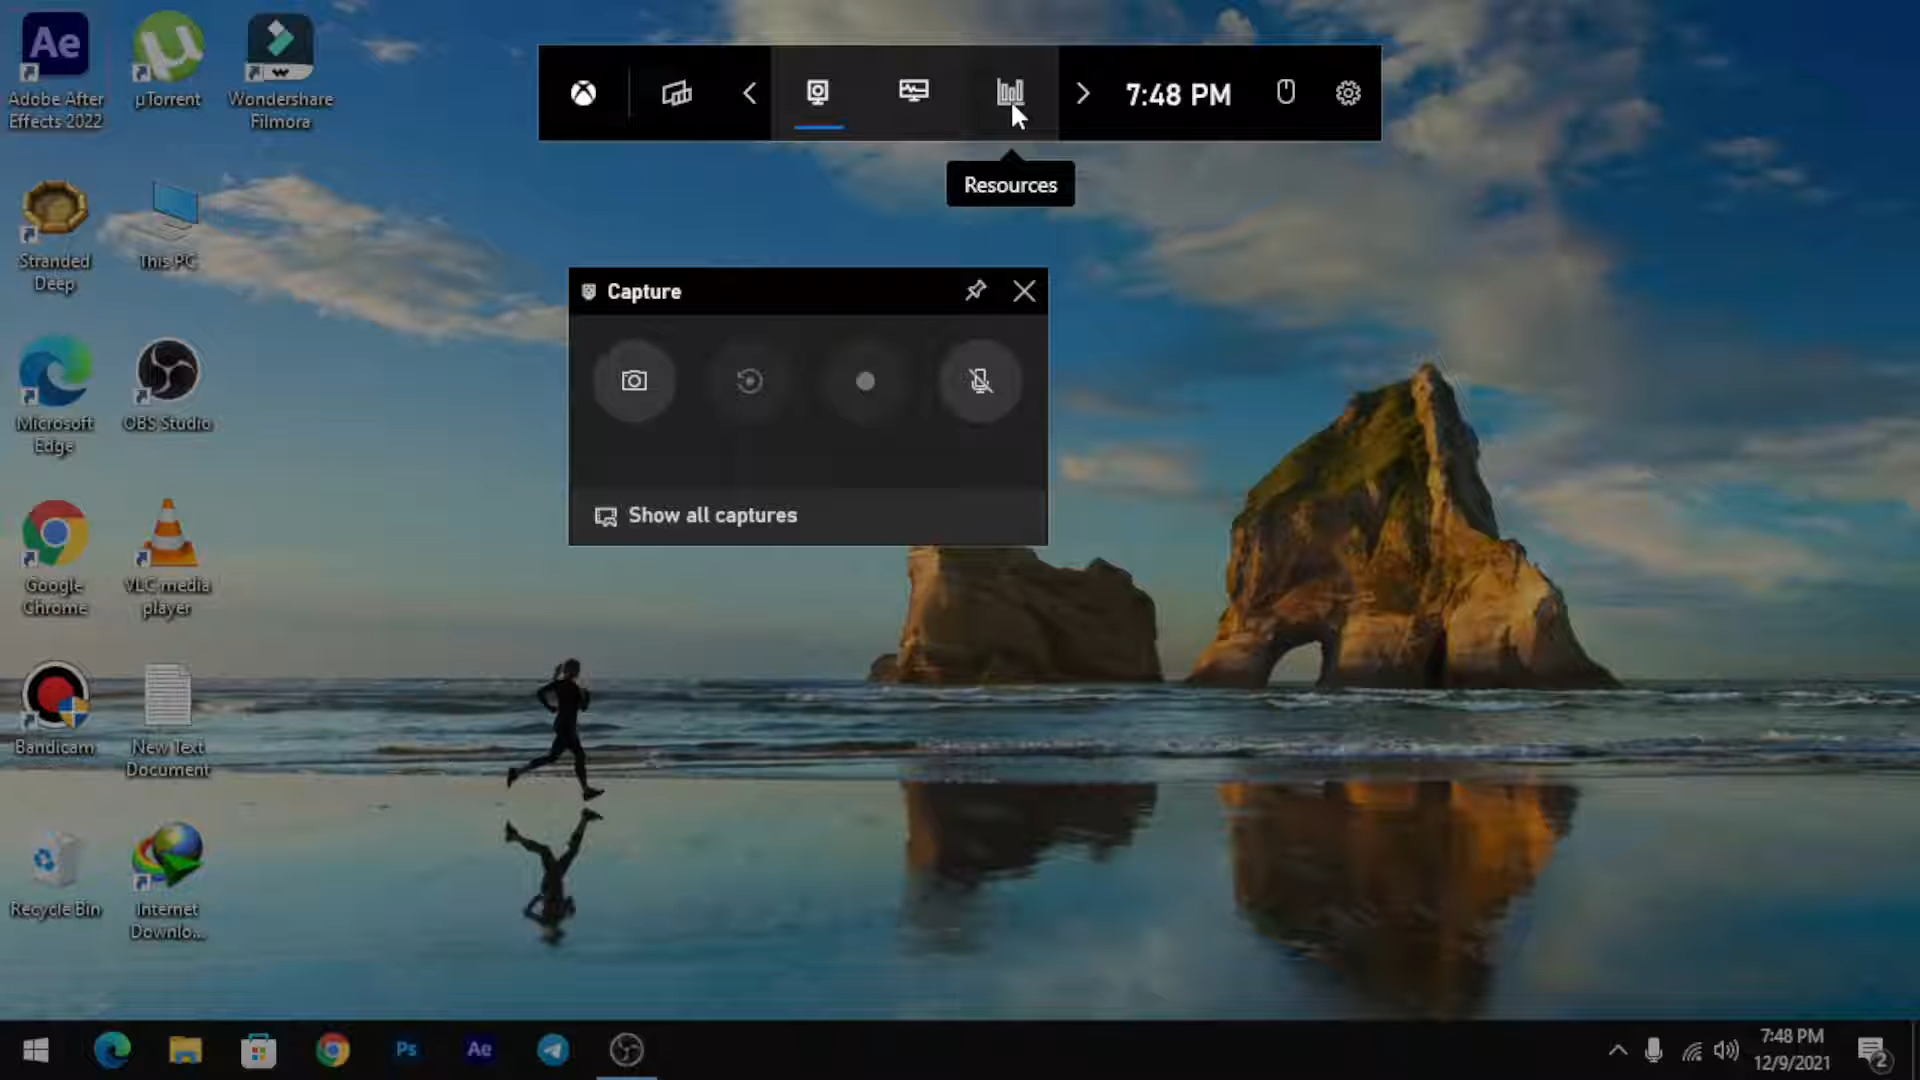 7:48 PM
Resources
Capture
Show all captures
Ae
Adobe After
Effects 2022
µTorrent
Wondershare
Filmora
Stranded
Deep
This PC
Microsoft
Edge
OBS Studio
Google
Chrome
VLC media
player
Bandicam
New Text
Document
Recycle Bin
Internet
Downlo...
Ps
Ae
7:48 PM
12/9/2021
2